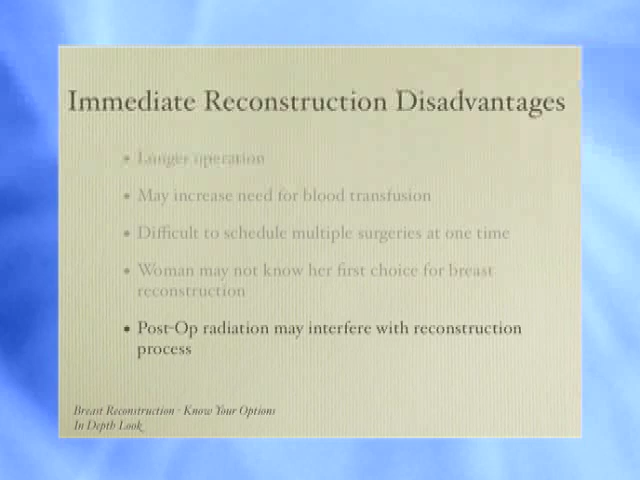 Immediate Reconstruction Disadvantages
• Longer operation
• May increase need for blood transfusion
• Difficult to schedule multiple surgeries at one time
• Woman may not know her first choice for breast
reconstruction
• Post-Op radiation may interfere with reconstruction
process
Breast Reconstruction - Know Your Options
In Depth Look